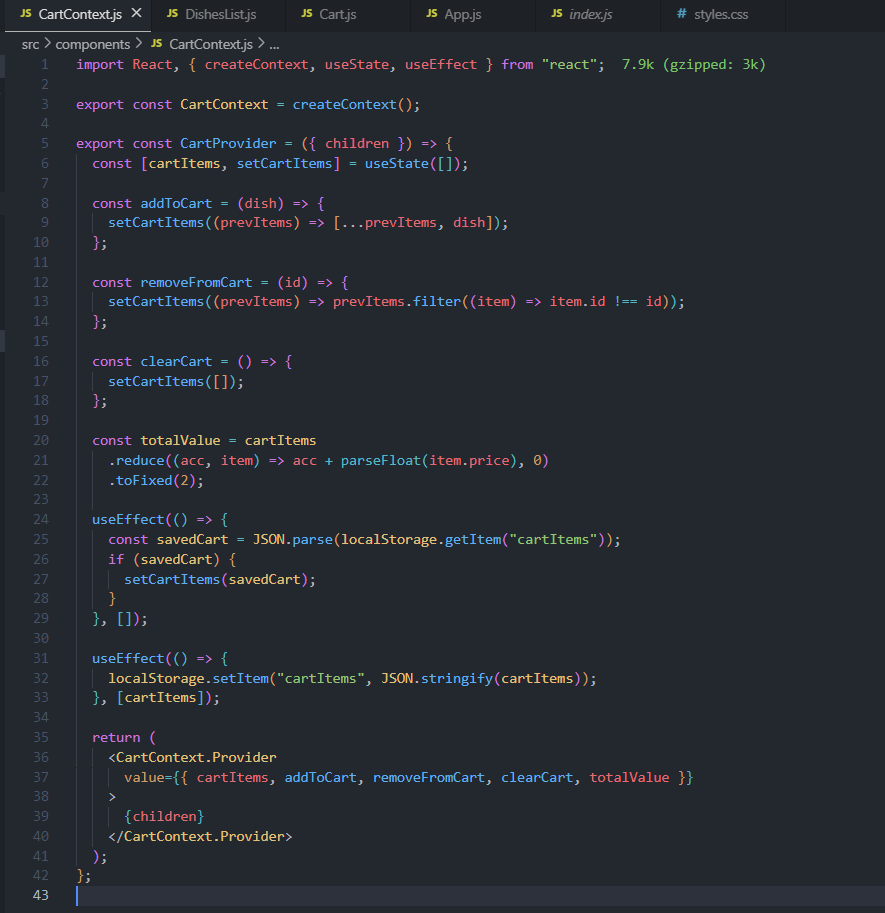 JS CartContext.js × JS DishesList.js JS Cart.js JS App.js JS index.js # styles.css
src > components > JS CartContext.js > ...
1 import React, { createContext, useState, useEffect } from "react"; 7.9k (gzipped: 3k)
2
3 export const CartContext = createContext();
4
5 export const CartProvider = ({ children }) => {
6 const [cartItems, setCartItems] = useState([]);
7
8 const addToCart = (dish) => {
9 setCartItems((prevItems) => [...prevItems, dish]);
10 };
11
12 const removeFromCart = (id) => {
13 setCartItems((prevItems) => prevItems.filter((item) => item.id !== id));
14 };
15
16 const clearCart = () => {
17 setCartItems([]);
18 };
19
20 const totalValue = cartItems
21 .reduce((acc, item) => acc + parseFloat(item.price), 0)
22 .toFixed(2);
23
24 useEffect(() => {
25 const savedCart = JSON.parse(localStorage.getItem("cartItems"));
26 if (savedCart) {
27 setCartItems(savedCart);
28 }
29 }, []);
30
31 useEffect(() => {
32 localStorage.setItem("cartItems", JSON.stringify(cartItems));
33 }, [cartItems]);
34
35 return (
36 <CartContext.Provider
37 value={{ cartItems, addToCart, removeFromCart, clearCart, totalValue }}
38 >
39 {children}
40 </CartContext.Provider>
41 );
42 };
43